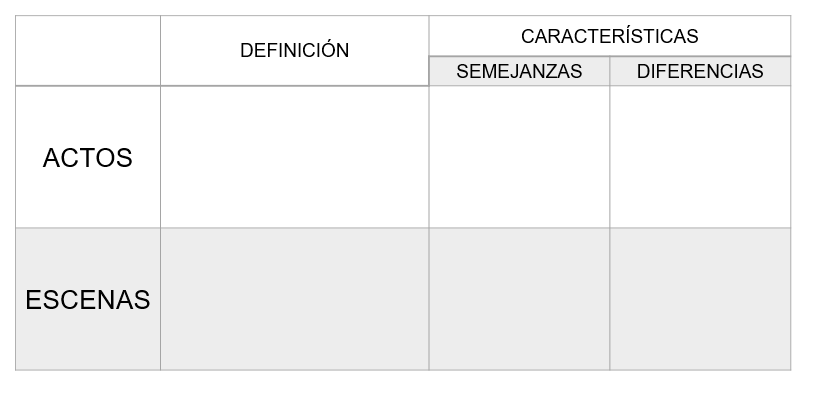 DEFINICIÓN
CARACTERÍSTICAS
SEMEJANZAS
DIFERENCIAS
ACTOS
ESCENAS